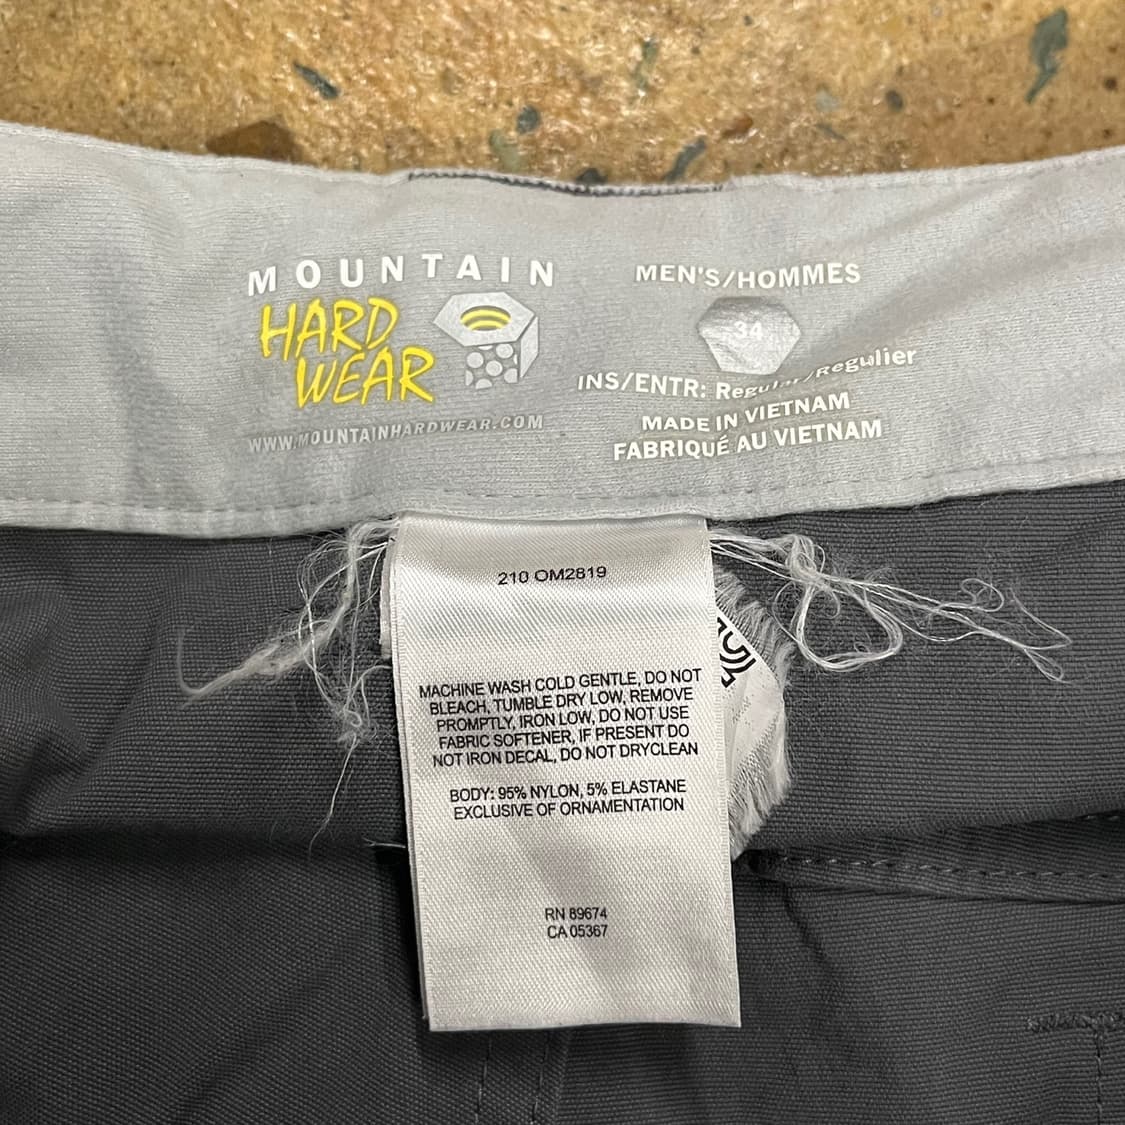 MOUNTAIN
HARD
WEAR
WWW.MOUNTAINHARDWEAR.COM
MEN'S/HOMMES
34
INS/ENTR: Regular/Regulier
MADE IN VIETNAM
FABRIQUÉ AU VIETNAM
210 OM2819
MACHINE WASH COLD GENTLE, DO NOT
BLEACH, TUMBLE DRY LOW, REMOVE
PROMPTLY, IRON LOW, DO NOT USE
FABRIC SOFTENER, IF PRESENT DO
NOT IRON DECAL, DO NOT DRYCLEAN
BODY: 95% NYLON, 5% ELASTANE
EXCLUSIVE OF ORNAMENTATION
RN 89674
CA 05367